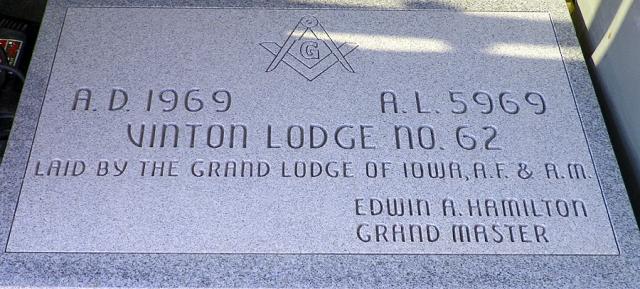 G
A.D. 1969 A.L. 5969
VINTON LODGE NO. 62
LAID BY THE GRAND LODGE OF IOWA, A.F. & A.M.
EDWIN A. HAMILTON
GRAND MASTER